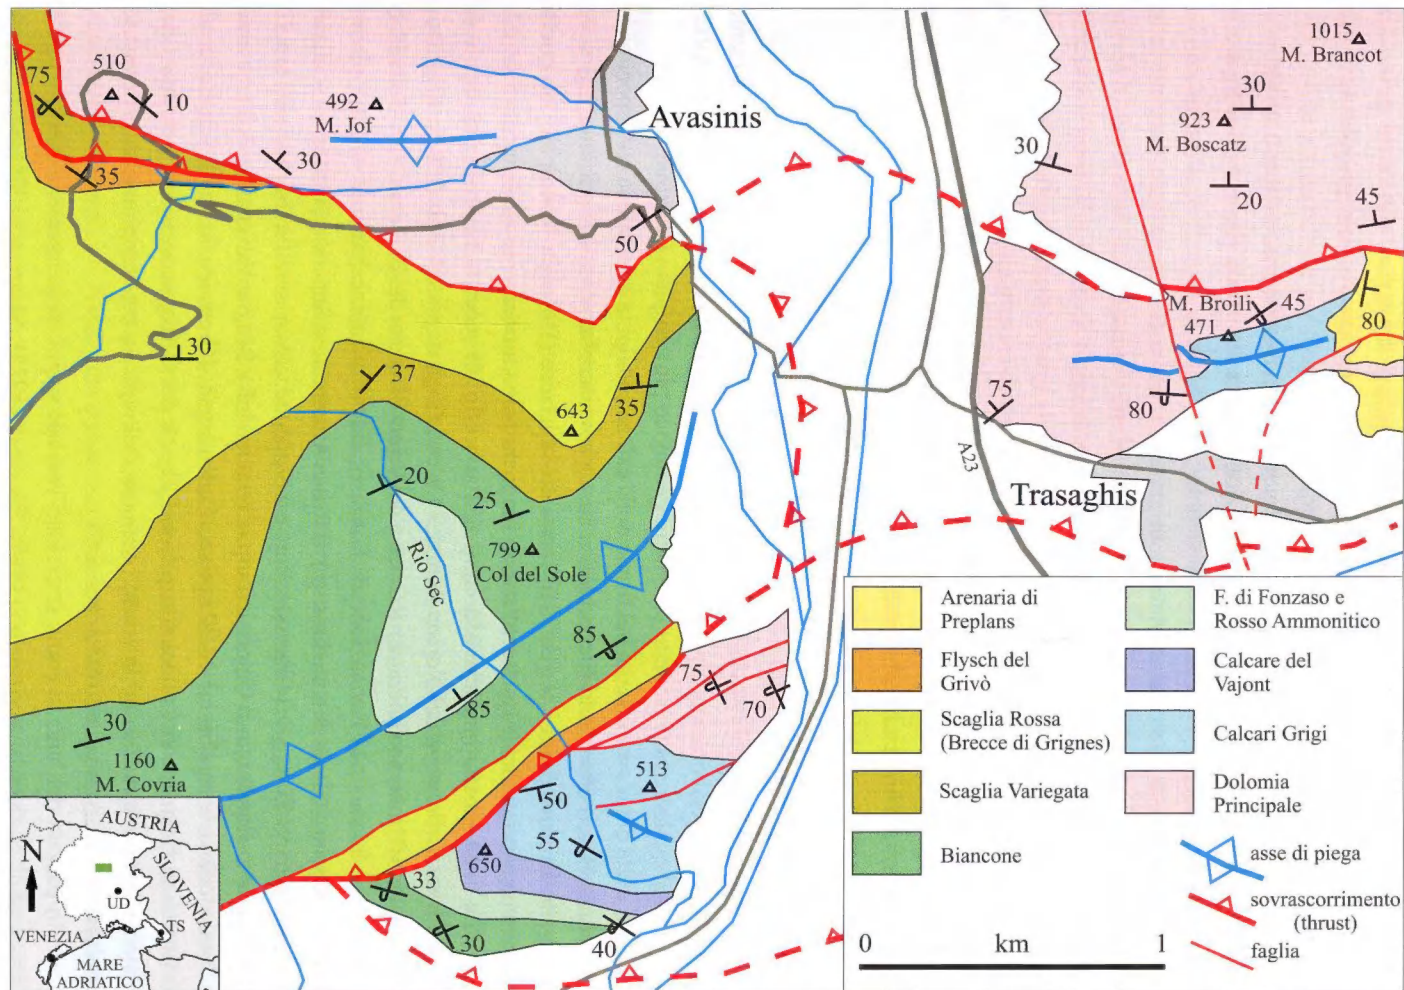 1015
M. Brancot
510
75
10
492
M. Jof
Avasinis
30
923
M. Boscatz
30
30
35
20
45
50
M. Broili
45
471
80
30
37
35
643
75
80
A23
20
25
Trasaghis
799
Col del Sole
Rio Sec
85
75
70
85
30
1160
M. Covria
513
50
55
650
33
30
40
AUSTRIA
N
SLOVENIA
UD
TS
VENEZIA
MARE
ADRIATICO
Arenaria di
Preplans
Flysch del
Grivò
Scaglia Rossa
(Brecce di Grignes)
Scaglia Variegata
Biancone
F. di Fonzaso e
Rosso Ammonitico
Calcare del
Vajont
Calcari Grigi
Dolomia
Principale
asse di piega
sovrascorrimento
(thrust)
faglia
0 km 1